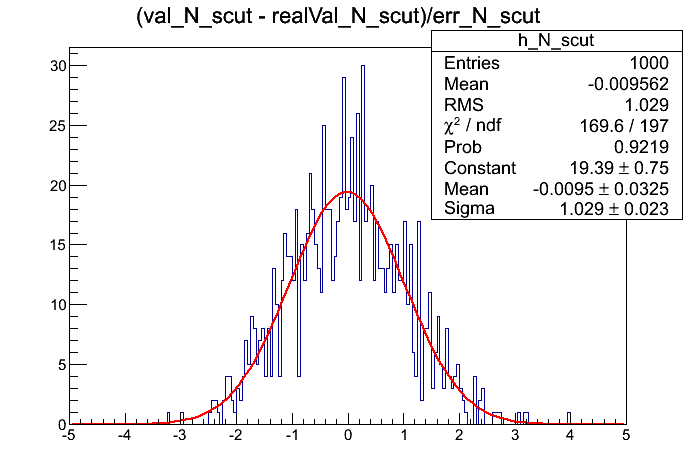 (val_N_scut - realVal_N_scut)/err_N_scut
h_N_scut
Entries 1000
Mean -0.009562
RMS 1.029
χ² / ndf 169.6 / 197
Prob 0.9219
Constant 19.39 ± 0.75
Mean -0.0095 ± 0.0325
Sigma 1.029 ± 0.023
30
25
20
15
10
5
0
-5 -4 -3 -2 -1 0 1 2 3 4 5